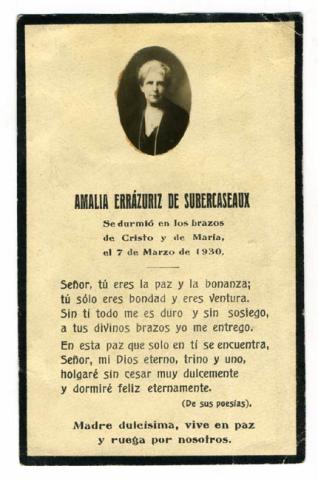 AMALIA ERRÁZURIZ DE SUBERCASEAUX
Se durmió en los brazos
de Cristo y de María,
el 7 de Marzo de 1930.
Señor, tú eres la paz y la bonanza;
tú sólo eres bondad y eres Ventura.
Sin tí todo me es duro y sin sosiego,
a tus divinos brazos yo me entrego.
En esta paz que solo en tí se encuentra,
Señor, mi Dios eterno, trino y uno,
holgaré sin cesar muy dulcemente
y dormiré feliz eternamente.
(De sus poesías).
Madre dulcísima, vive en paz
y ruega por nosotros.